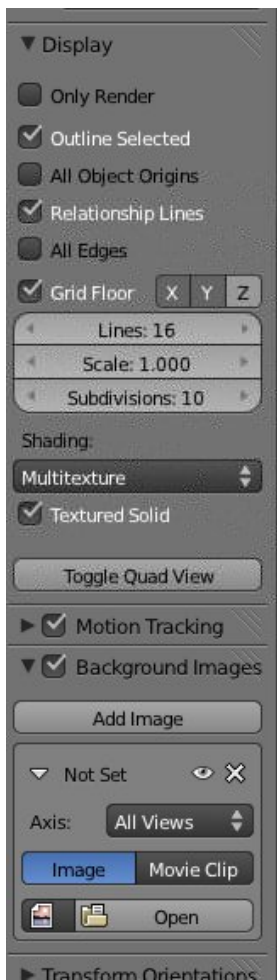 Display
Only Render
Outline Selected
All Object Origins
Relationship Lines
All Edges
Grid Floor X Y Z
Lines: 16
Scale: 1.000
Subdivisions: 10
Shading:
Multitexture
Textured Solid
Toggle Quad View
Motion Tracking
Background Images
Add Image
Not Set
Axis: All Views
Image Movie Clip
Open
Transform Orientations